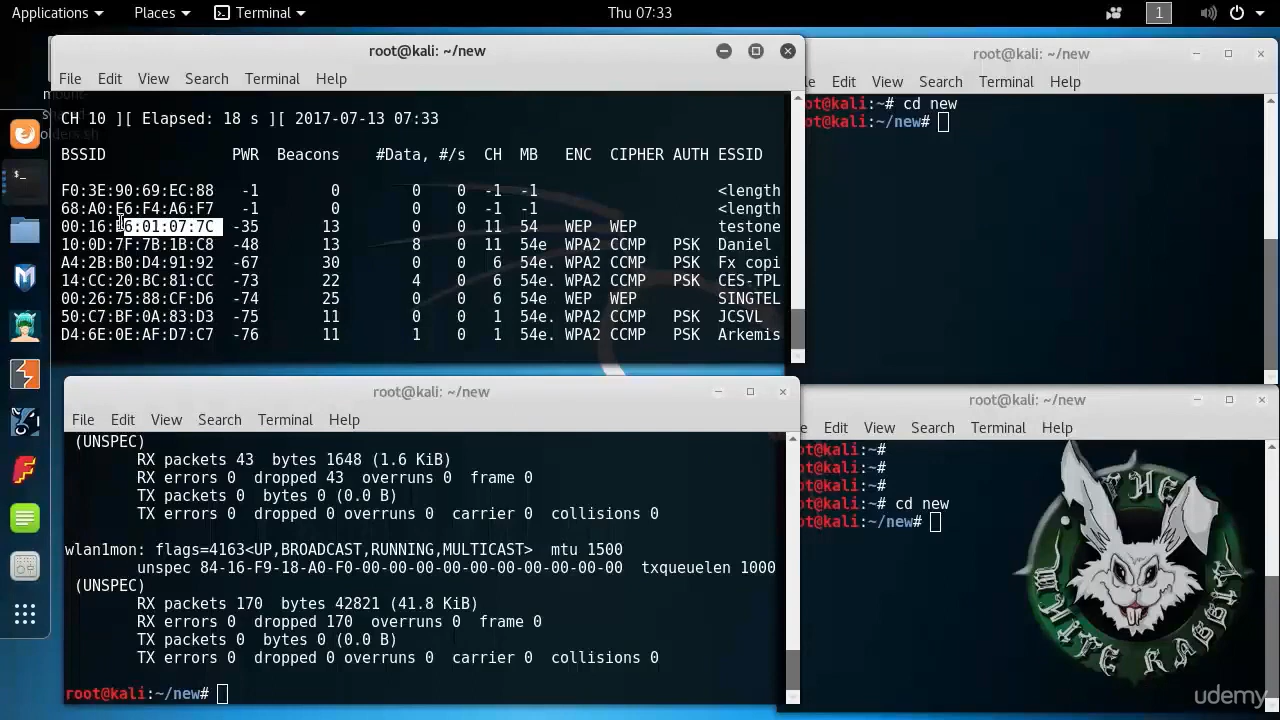 Applications Places Terminal Thu 07:33 1
root@kali: ~/new
File Edit View Search Terminal Help
CH 10 ][ Elapsed: 18 s ][ 2017-07-13 07:33
BSSID PWR Beacons #Data, #/s CH MB ENC CIPHER AUTH ESSID
F0:3E:90:69:EC:88 -1 0 0 0 -1 -1 <length
68:A0:E6:F4:A6:F7 -1 0 0 0 -1 -1 <length
00:16: 6:01:07:7C -35 13 0 0 11 54 WEP WEP testone
10:0D:7F:7B:1B:C8 -48 13 8 0 11 54e WPA2 CCMP PSK Daniel
A4:2B:B0:D4:91:92 -67 30 0 0 6 54e. WPA2 CCMP PSK Fx copi
14:CC:20:BC:81:CC -73 22 4 0 6 54e. WPA2 CCMP PSK CES-TPL
00:26:75:88:CF:D6 -74 25 0 0 6 54e WEP WEP SINGTEL
50:C7:BF:0A:83:D3 -75 11 0 0 1 54e. WPA2 CCMP PSK JCSVL
D4:6E:0E:AF:D7:C7 -76 11 1 0 1 54e. WPA2 CCMP PSK Arkemis
root@kali: ~/new
le Edit View Search Terminal Help
ot@kali:~# cd new
ot@kali:~/new#
root@kali: ~/new
File Edit View Search Terminal Help
(UNSPEC)
RX packets 43 bytes 1648 (1.6 KiB)
RX errors 0 dropped 43 overruns 0 frame 0
TX packets 0 bytes 0 (0.0 B)
TX errors 0 dropped 0 overruns 0 carrier 0 collisions 0
wlan1mon: flags=4163<UP,BROADCAST,RUNNING,MULTICAST> mtu 1500
unspec 84-16-F9-18-A0-F0-00-00-00-00-00-00-00-00-00-00 txqueuelen 1000
(UNSPEC)
RX packets 170 bytes 42821 (41.8 KiB)
RX errors 0 dropped 170 overruns 0 frame 0
TX packets 0 bytes 0 (0.0 B)
TX errors 0 dropped 0 overruns 0 carrier 0 collisions 0
root@kali:~/new#
root@kali: ~/new
e Edit View Search Terminal Help
ot@kali:~#
ot@kali:~#
ot@kali:~#
ot@kali:~# cd new
ot@kali:~/new#
THE
WHITE RABBIT
udemy